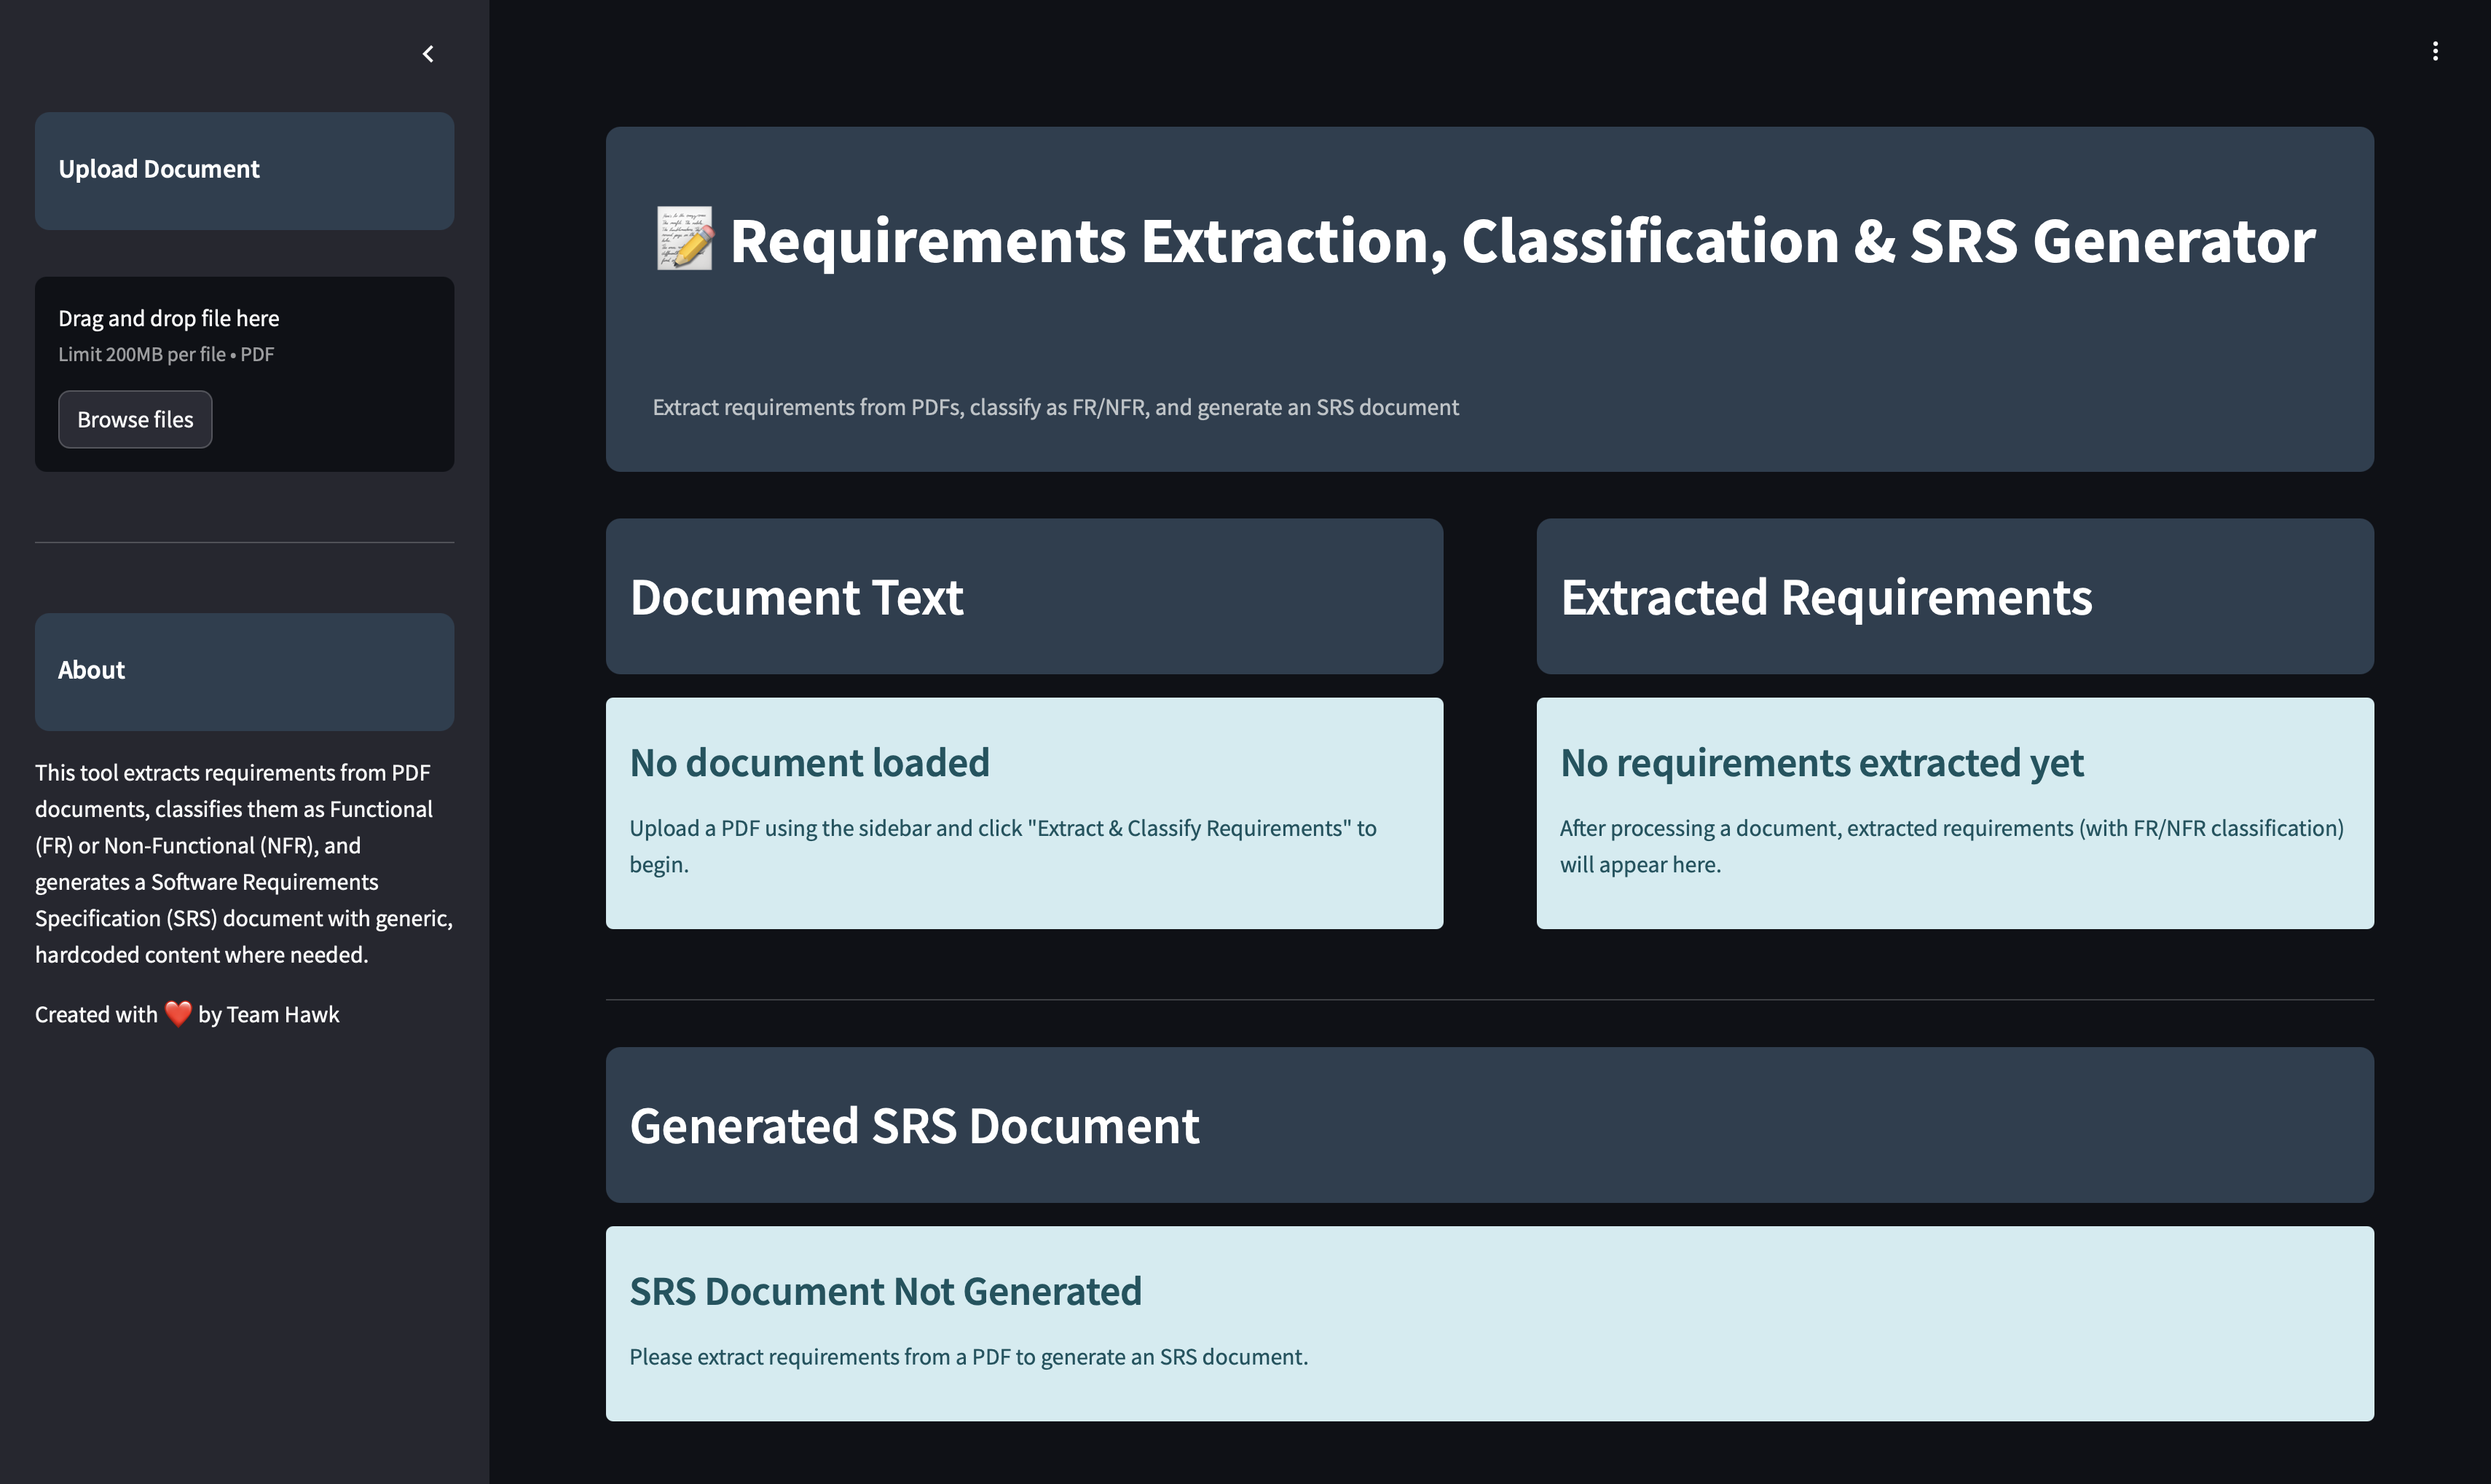 Upload Document
Drag and drop file here
Limit 200MB per file • PDF
Browse files
About
This tool extracts requirements from PDF
documents, classifies them as Functional
(FR) or Non-Functional (NFR), and
generates a Software Requirements
Specification (SRS) document with generic,
hardcoded content where needed.
Created with ❤️ by Team Hawk
📝 Requirements Extraction, Classification & SRS Generator
Extract requirements from PDFs, classify as FR/NFR, and generate an SRS document
Document Text
No document loaded
Upload a PDF using the sidebar and click "Extract & Classify Requirements" to
begin.
Extracted Requirements
No requirements extracted yet
After processing a document, extracted requirements (with FR/NFR classification)
will appear here.
Generated SRS Document
SRS Document Not Generated
Please extract requirements from a PDF to generate an SRS document.